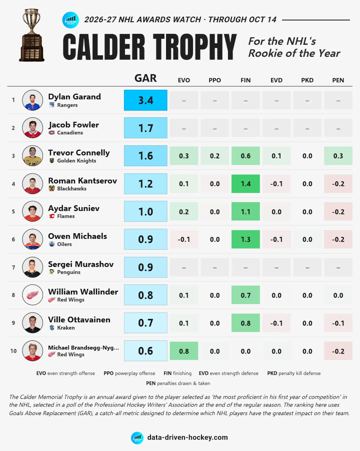 2026-27 NHL AWARDS WATCH · THROUGH OCT 14
CALDER TROPHY
For the NHL's
Rookie of the Year
GAR EVO PPO FIN EVD PKD PEN
1 Dylan Garand Rangers 3.4 – – – – – –
2 Jacob Fowler Canadiens 1.7 – – – – – –
3 Trevor Connelly Golden Knights 1.6 0.3 0.2 0.6 0.1 0.0 0.3
4 Roman Kantserov Blackhawks 1.2 0.1 0.0 1.4 -0.1 0.0 -0.2
5 Aydar Suniev Flames 1.0 0.2 0.0 1.1 -0.1 0.0 -0.2
6 Owen Michaels Oilers 0.9 -0.1 0.0 1.3 -0.1 0.0 -0.2
7 Sergei Murashov Penguins 0.9 – – – – – –
8 William Wallinder Red Wings 0.8 0.1 0.0 0.7 0.0 0.0 0.0
9 Ville Ottavainen Kraken 0.7 0.1 0.0 0.8 -0.1 0.0 -0.1
10 Michael Brandsegg-Nyg... Red Wings 0.6 0.8 0.0 0.0 0.0 0.0 -0.2
EVO even strength offense PPO powerplay offense FIN finishing EVD even strength defense PKD penalty kill defense
PEN penalties drawn & taken
The Calder Memorial Trophy is an annual award given to the player selected as 'the most proficient in his first year of competition' in
the NHL, selected in a poll of the Professional Hockey Writers' Association at the end of the regular season. The ranking here uses
Goals Above Replacement (GAR), a catch-all metric designed to determine which NHL players have the greatest impact on their team.
data-driven-hockey.com